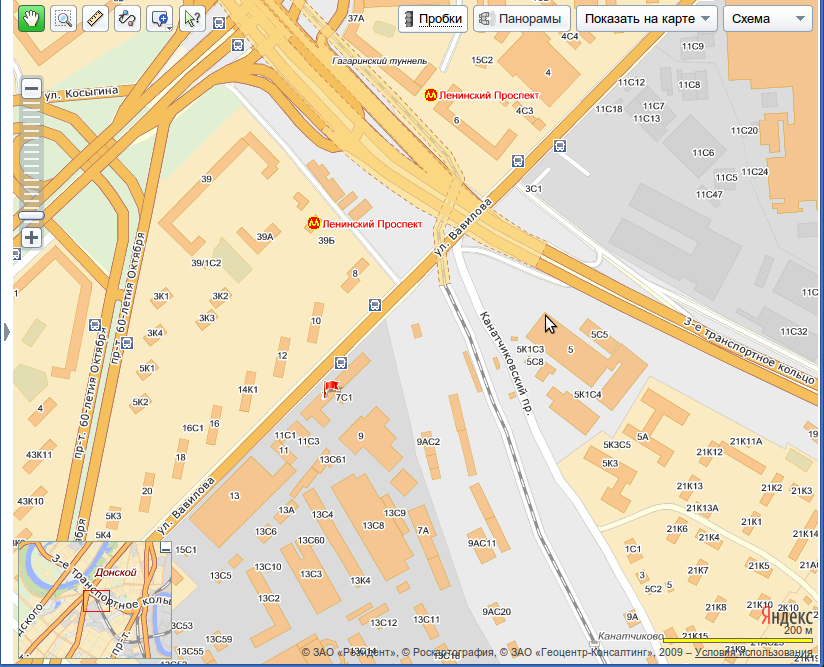 37А
Пробки
Панорамы
Показать на карте
Схема
4С4
11С9
Гагаринский туннель
15С2
4
ул. Косыгина
Ленинский Проспект
11С12
11С8
4С3
11С18
11С7
6
11С13
11С20
11С6
39
3С1
11С5
11С24
11С47
Ленинский Проспект
ул. Вавилова
39А
39Б
39/1С2
пр-т. 60-летия Октября
8
3К1
3К2
11С
3К3
10
Канатчиковский пр.
3-е транспортное кольцо
3К4
5С5
11С32
5К1С3
5
12
5С8
5К1
пр-т. 60-летия Октября
14К1
7С1
5К1С4
5К2
4
16
16С1
11С1
11С3
9
9АС2
5А
21К11А
5К3С5
21К12
11
43К11
18
13С61
5К3
20
13
21К13
21К2
21К3
43К10
13А
13С4
13С9
21К13А
5К3
ул. Вавилова
13С8
21К1
13С6
7А
21К6
21К4
5К4
13С60
9АС11
21К14
15С1
1С1
3-е транспортное кольцо
Донской
13С10
21К7
21К5
13С5
13С3
13К4
3
5С2
5
13С2
9АС20
21К8
21К10
2К10
9А
Яндекс
13С53
13С12
13С11
200 м
13С59
Канатчиково
13С55
© ЗАО «Резидент», © Роскартография, © ЗАО «Геоцентр-Консалтинг», 2009 – Условия использования